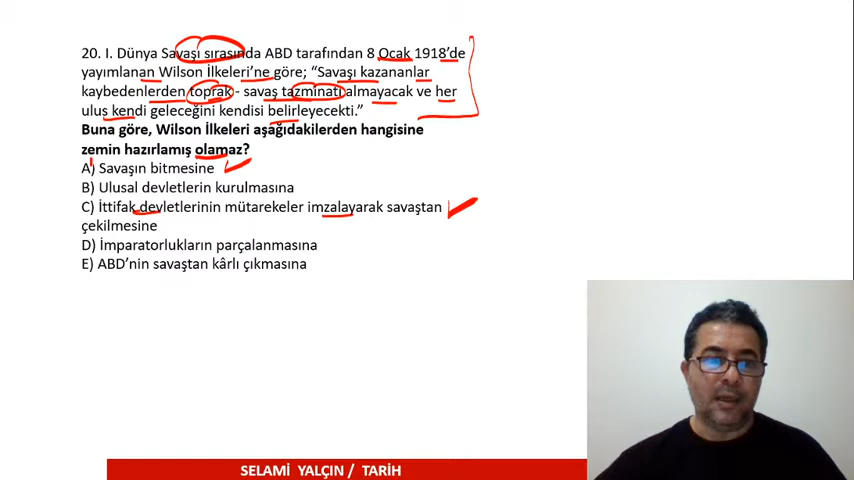 20. I. Dünya Savaşı sırasında ABD tarafından 8 Ocak 1918’de
yayımlanan Wilson İlkeleri’ne göre; “Savaşı kazananlar
kaybedenlerden toprak - savaş tazminatı almayacak ve her
ulus kendi geleceğini kendisi belirleyecekti.”
Buna göre, Wilson İlkeleri aşağıdakilerden hangisine
zemin hazırlamış olamaz?
A) Savaşın bitmesine
B) Ulusal devletlerin kurulmasına
C) İttifak devletlerinin mütarekeler imzalayarak savaştan
çekilmesine
D) İmparatorlukların parçalanmasına
E) ABD’nin savaştan kârlı çıkmasına
SELAMİ YALÇIN / TARİH